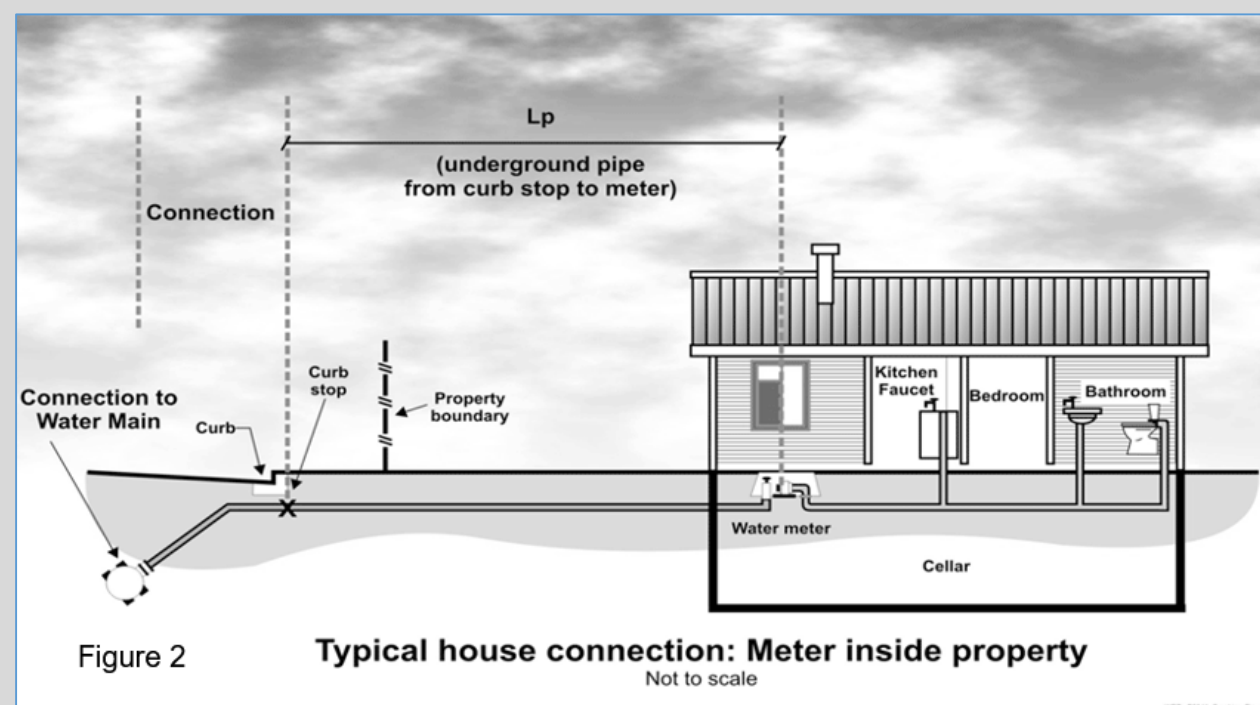 Lp
(underground pipe
from curb stop to meter)
Connection
Connection to
Water Main
Curb
Curb
stop
Property
boundary
Kitchen
Faucet
Bedroom
Bathroom
X
Water meter
Cellar
Figure 2
Typical house connection: Meter inside property
Not to scale